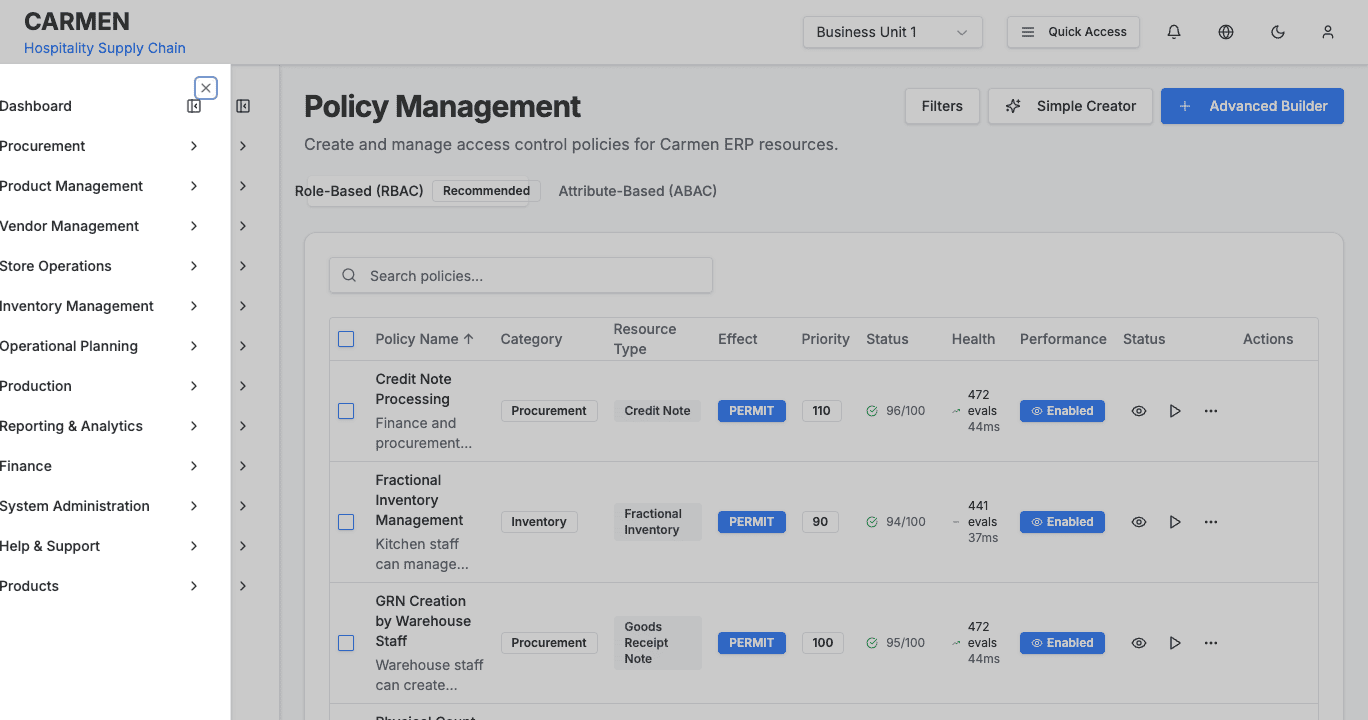 CARMEN
Hospitality Supply Chain
Business Unit 1
Quick Access
Dashboard
Procurement
Product Management
Vendor Management
Store Operations
Inventory Management
Operational Planning
Production
Reporting & Analytics
Finance
System Administration
Help & Support
Products
Policy Management
Filters
Simple Creator
Advanced Builder
Create and manage access control policies for Carmen ERP resources.
Role-Based (RBAC) Recommended
Attribute-Based (ABAC)
Search policies...
Policy Name
Category
Resource
Type
Effect
Priority
Status
Health
Performance
Status
Actions
Credit Note
Processing
Finance and
procurement...
Procurement
Credit Note
PERMIT
110
96/100
472
evals
44ms
Enabled
Fractional
Inventory
Management
Kitchen staff
can manage...
Inventory
Fractional
Inventory
PERMIT
90
94/100
441
evals
37ms
Enabled
GRN Creation
by Warehouse
Staff
Warehouse staff
can create...
Procurement
Goods
Receipt
Note
PERMIT
100
95/100
472
evals
44ms
Enabled
Physical Count